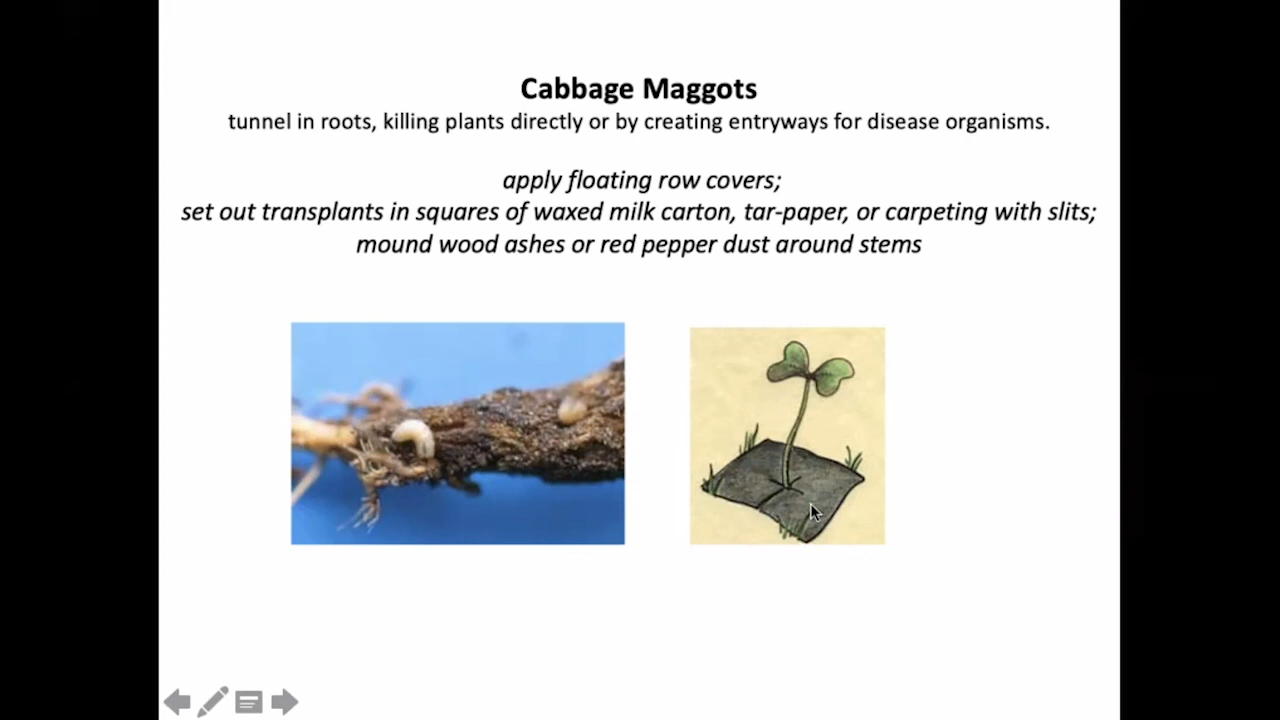 Cabbage Maggots
tunnel in roots, killing plants directly or by creating entryways for disease organisms.
apply floating row covers;
set out transplants in squares of waxed milk carton, tar-paper, or carpeting with slits;
mound wood ashes or red pepper dust around stems